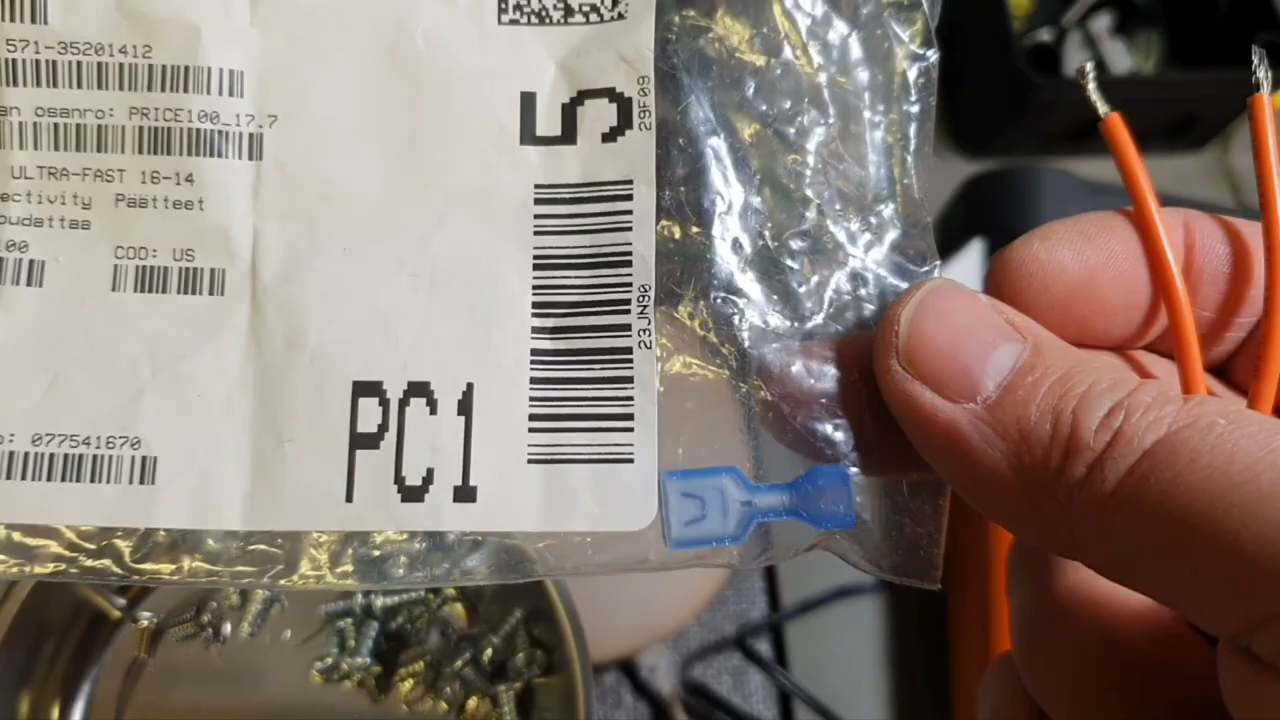 571-35201412
an osanro: PRICE100_17.7
ULTRA-FAST 16-14
ectivity Päätteet
oudattaa
00 COD: US
: 077541670
PC1
5
29F09
23JN90